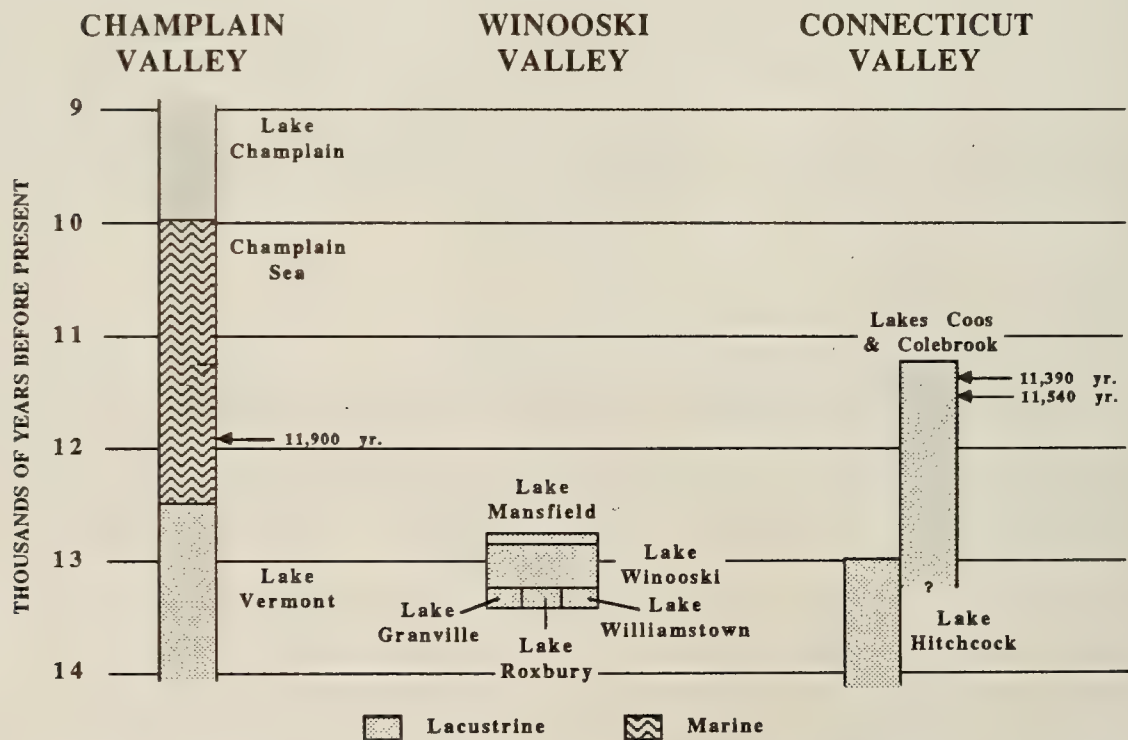 CHAMPLAIN
VALLEY
WINOOSKI
VALLEY
CONNECTICUT
VALLEY
THOUSANDS OF YEARS BEFORE PRESENT
9
Lake
Champlain
10
Champlain
Sea
11
Lakes Coos
& Colebrook
11,390 yr.
11,540 yr.
11,900 yr.
12
Lake
Mansfield
13
Lake
Vermont
Lake
Winooski
Lake
Granville
Lake
Roxbury
Lake
Williamstown
?
Lake
Hitchcock
14
Lacustrine
Marine